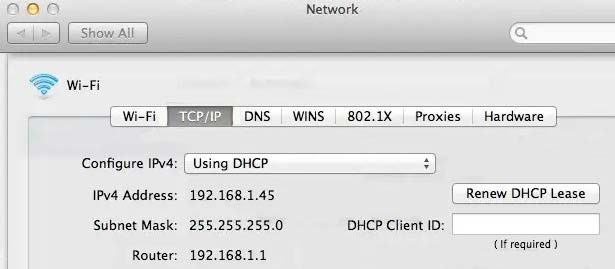 Network
Show All
Wi-Fi
Wi-Fi TCP/IP DNS WINS 802.1X Proxies Hardware
Configure IPv4: Using DHCP
IPv4 Address: 192.168.1.45 Renew DHCP Lease
Subnet Mask: 255.255.255.0 DHCP Client ID:
( If required )
Router: 192.168.1.1